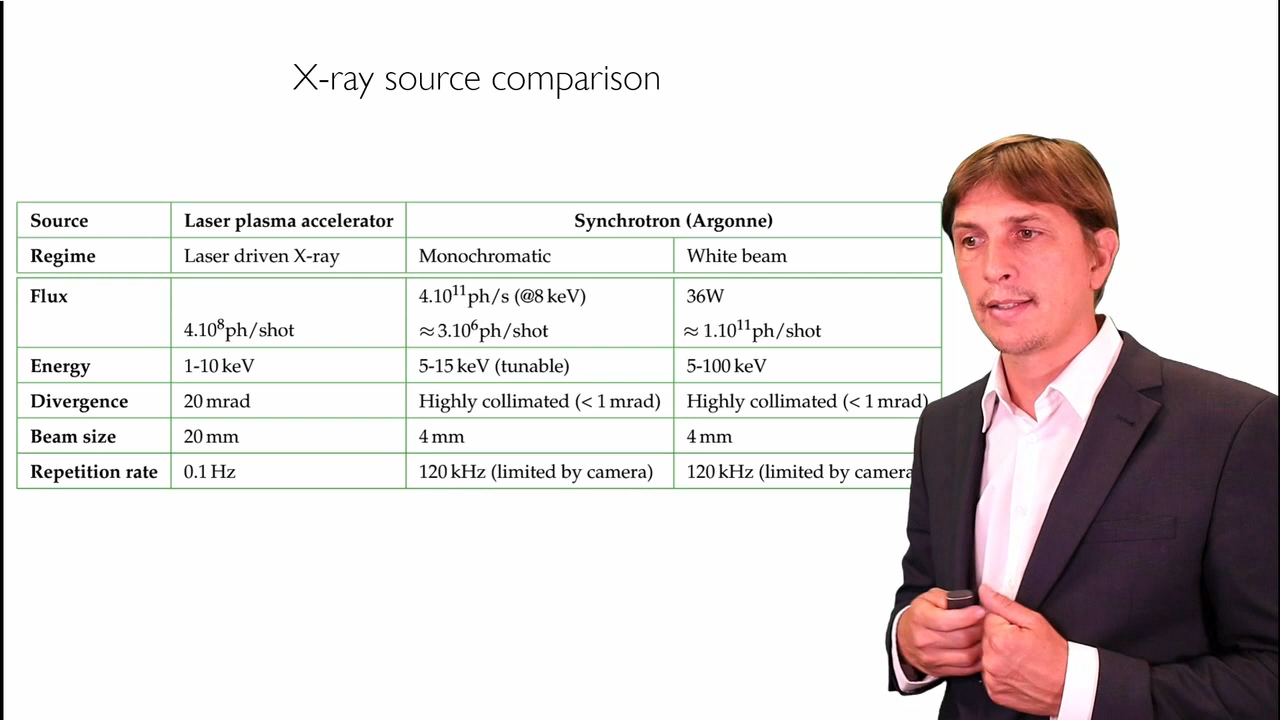 X-ray source comparison
Source Laser plasma accelerator Synchrotron (Argonne)
Regime Laser driven X-ray Monochromatic White beam
Flux 4.10¹¹ph/s (@8 keV) 36W
4.10⁸ph/shot ≈3.10⁶ph/shot ≈1.10¹¹ph/shot
Energy 1-10 keV 5-15 keV (tunable) 5-100 keV
Divergence 20 mrad Highly collimated (< 1 mrad) Highly collimated (< 1 mrad)
Beam size 20 mm 4 mm 4 mm
Repetition rate 0.1 Hz 120 kHz (limited by camera) 120 kHz (limited by camera